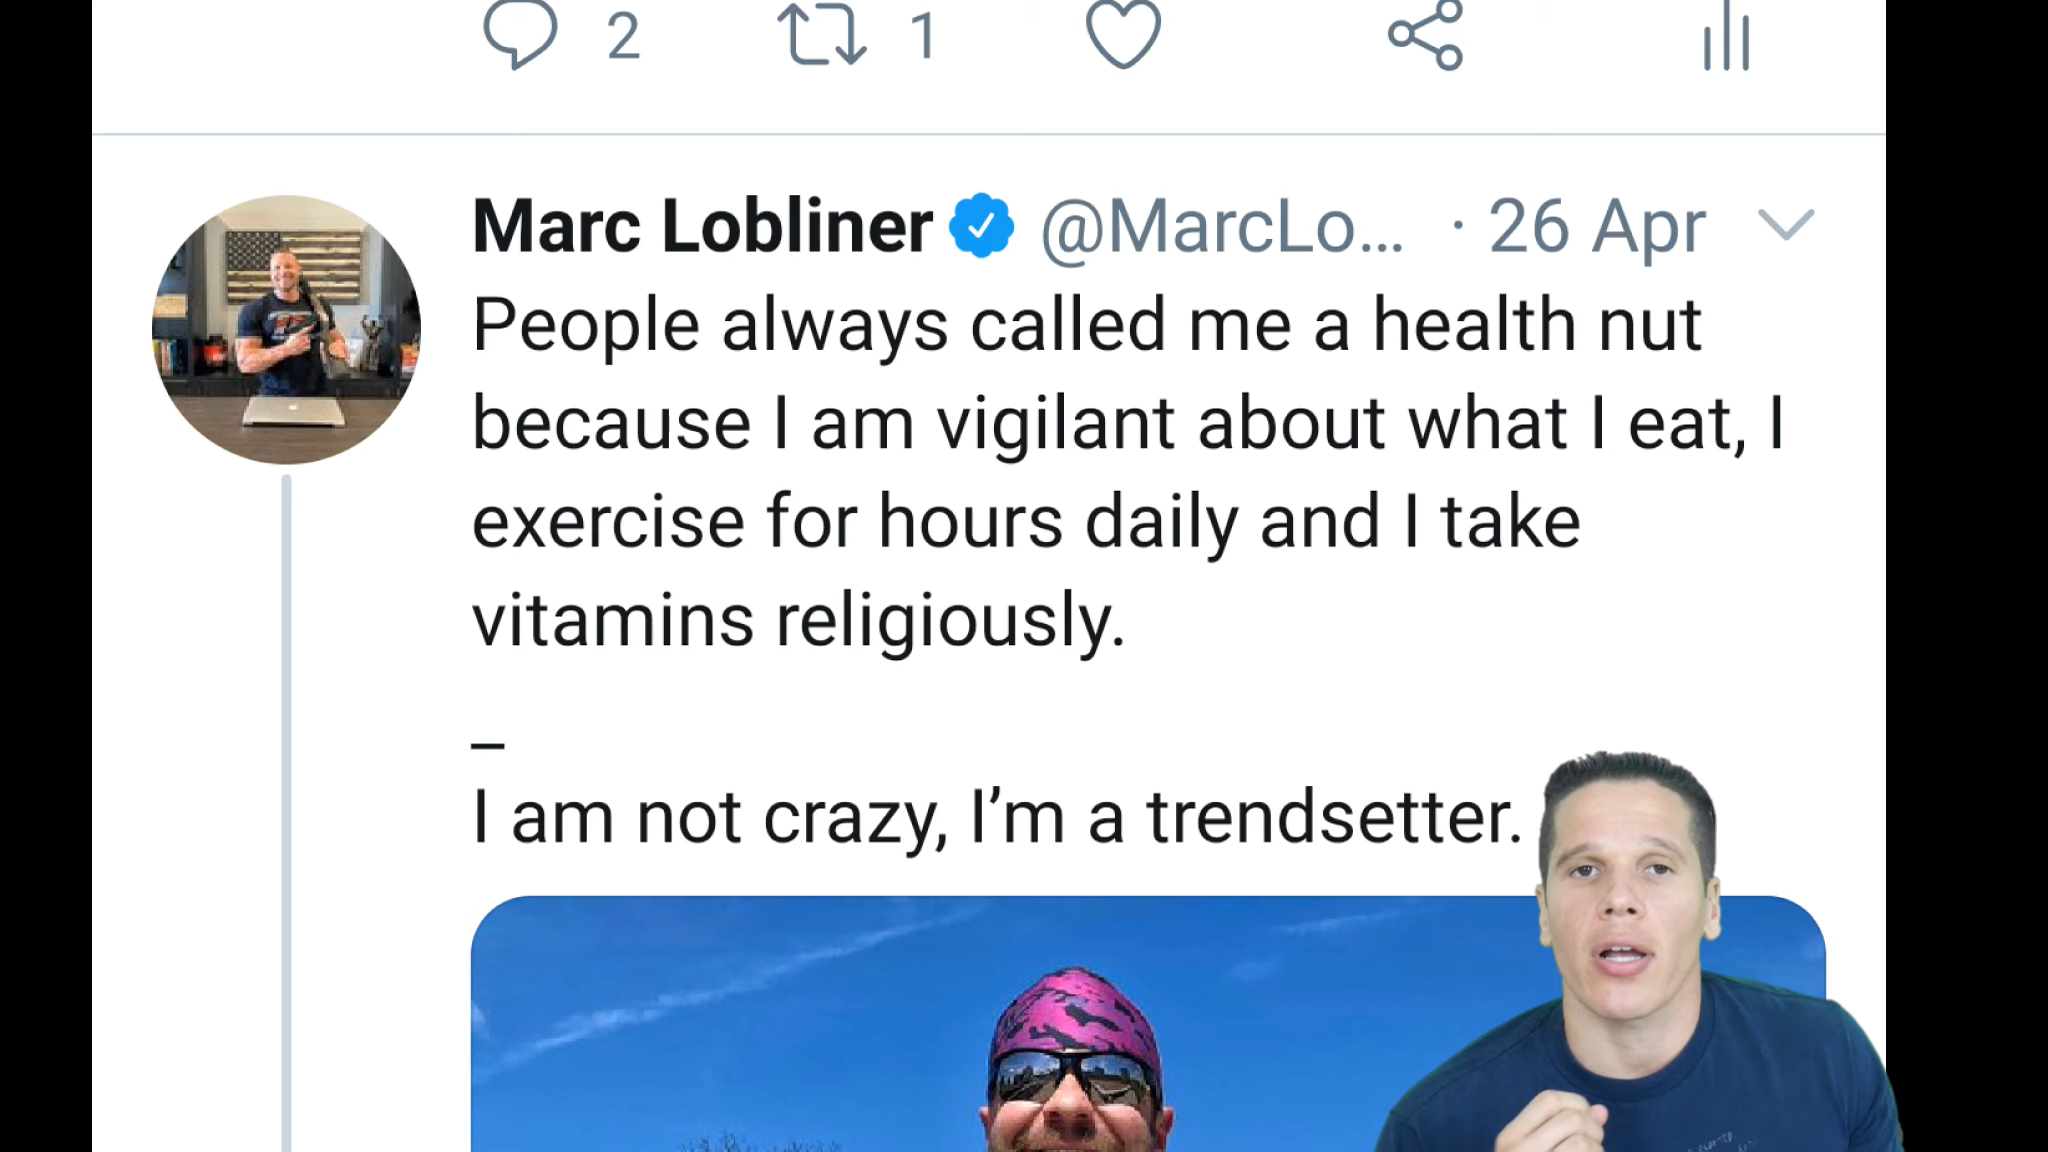 2 1
Marc Lobliner @MarcLo... · 26 Apr
People always called me a health nut
because I am vigilant about what I eat, I
exercise for hours daily and I take
vitamins religiously.
_
I am not crazy, I’m a trendsetter.